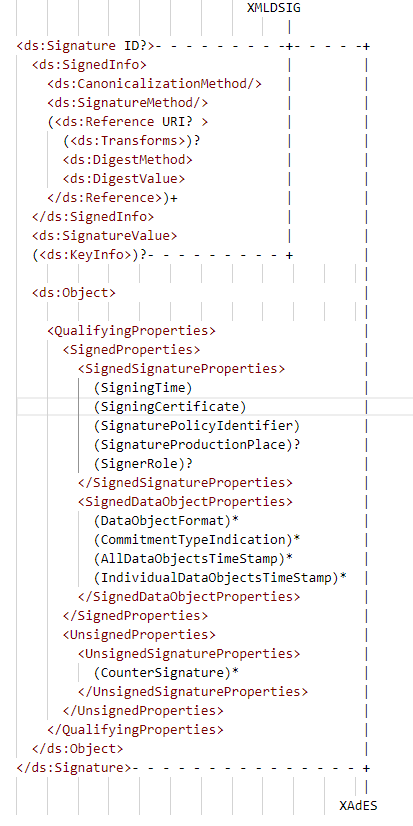 XMLDSIG
                                    |
<ds:Signature ID?>- - - - - - - - -+- - - - -+
  <ds:SignedInfo>                   |         |
    <ds:CanonicalizationMethod/>    |         |
    <ds:SignatureMethod/>           |         |
    (<ds:Reference URI? >           |         |
      (<ds:Transforms>)?            |         |
      <ds:DigestMethod>             |         |
      <ds:DigestValue>              |         |
    </ds:Reference>)+               |         |
  </ds:SignedInfo>                  |         |
  <ds:SignatureValue>               |         |
  (<ds:KeyInfo>)?- - - - - - - - - -+         |
                                              |
  <ds:Object>                                 |
                                              |
    <QualifyingProperties>                    |
      <SignedProperties>                      |
        <SignedSignatureProperties>           |
          (SigningTime)                       |
          (SigningCertificate)                |
          (SignaturePolicyIdentifier)         |
          (SignatureProductionPlace)?         |
          (SignerRole)?                       |
        </SignedSignatureProperties>          |
        <SignedDataObjectProperties>          |
          (DataObjectFormat)*                 |
          (CommitmentTypeIndication)*         |
          (AllDataObjectsTimeStamp)*          |
          (IndividualDataObjectsTimeStamp)*   |
        </SignedDataObjectProperties>         |
      </SignedProperties>                     |
      <UnsignedProperties>                    |
        <UnsignedSignatureProperties>         |
          (CounterSignature)*                 |
        </UnsignedSignatureProperties>        |
      </UnsignedProperties>                   |
    </QualifyingProperties>                   |
  </ds:Object>                                |
</ds:Signature>- - - - - - - - - - - - - - - -+
                                              |
                                           XAdES